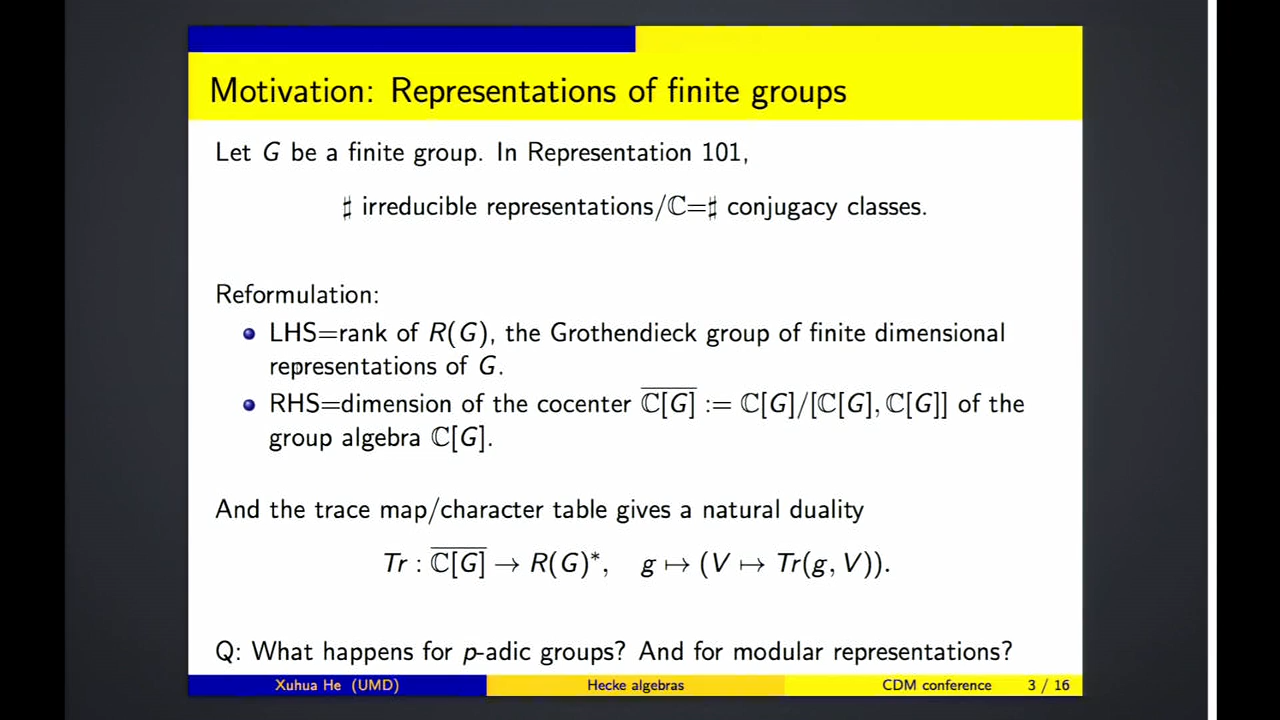 Motivation: Representations of finite groups
Let G be a finite group. In Representation 101,
♯ irreducible representations/ℂ=♯ conjugacy classes.
Reformulation:
LHS=rank of R(G), the Grothendieck group of finite dimensional
representations of G.
RHS=dimension of the cocenter \overline{ℂ[G]} := ℂ[G]/[ℂ[G], ℂ[G]] of the
group algebra ℂ[G].
And the trace map/character table gives a natural duality
Tr : \overline{ℂ[G]} → R(G)*, g ↦ (V ↦ Tr(g, V)).
Q: What happens for p-adic groups? And for modular representations?
Xuhua He (UMD) Hecke algebras CDM conference 3 / 16